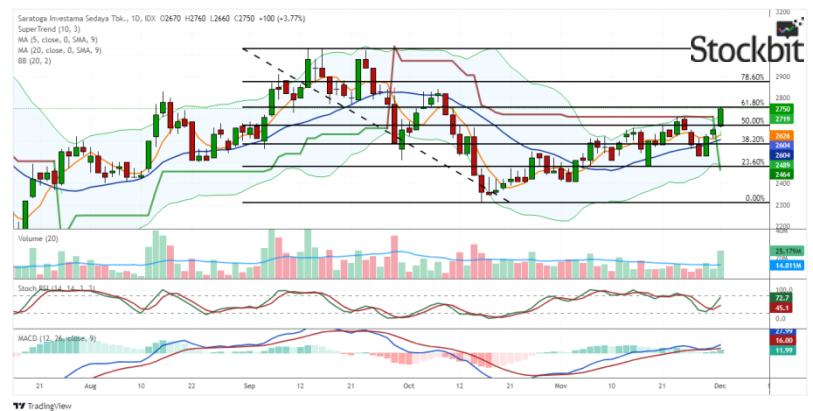 Saratoga Investama Sedaya Tbk., 1D, IDX O2670 H2760 L2660 C2750 +100 (+3.77%)
SuperTrend (10, 3)
MA (5, close, 0, SMA, 9)
MA (20, close, 0, SMA, 9)
BB (20, 2)
Stockbit
3200
78.60%
2900
2800
61.80%
2750
2719
50.00%
2626
38.20%
2604
2604
23.60%
2489
2464
2400
0.00%
2300
2200
Volume (20)
25.179M
14.811M
Stoch RSI (14, 14, 3, 3)
100.0
72.7
45.1
0.0
MACD (12, 26, close, 9)
27.99
16.00
11.99
21 Aug 10 22 Sep 12 21 Oct 12 21 Nov 11 21 Dec 1
TradingView